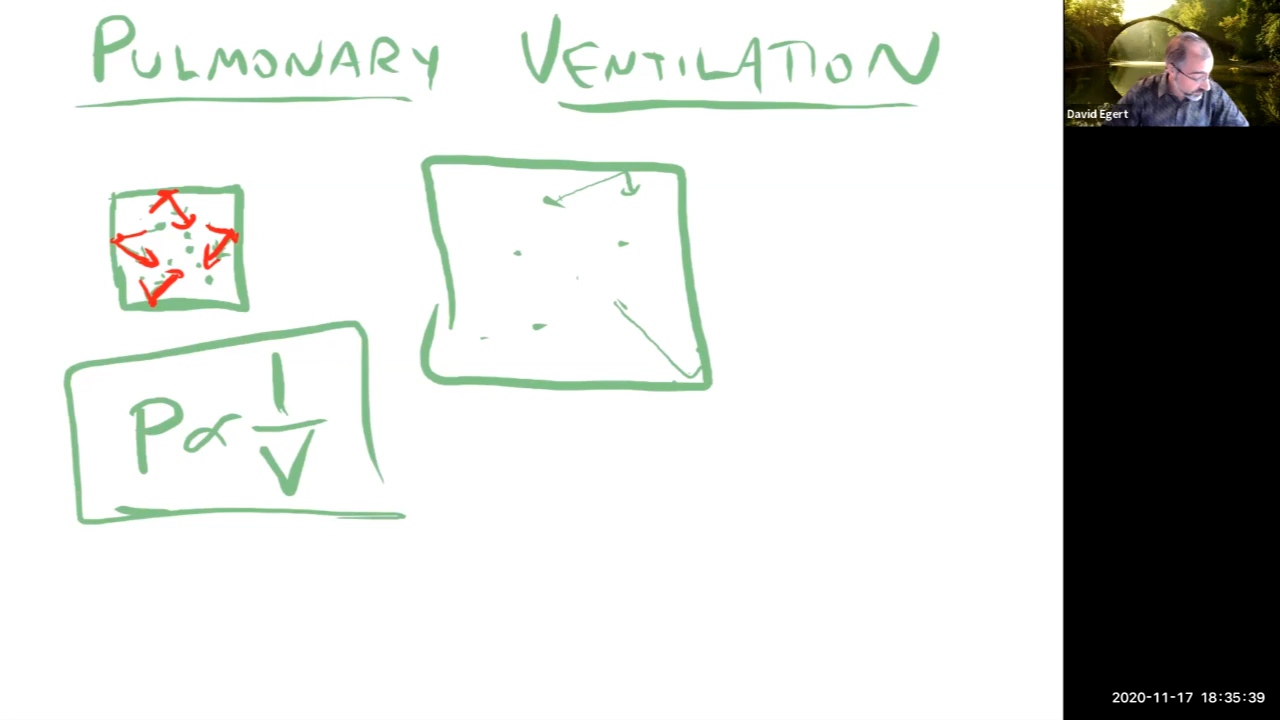 PULMONARY VENTILATION
David Egert
P ∝ 1/V
2020-11-17 18:35:39